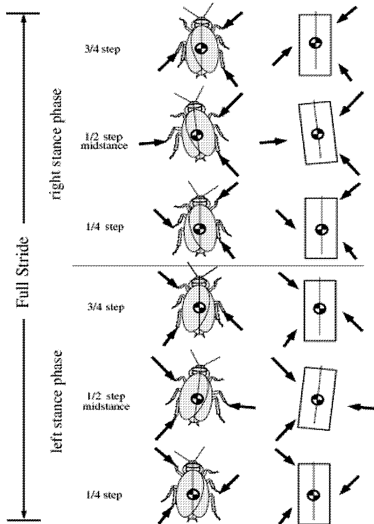 Full Stride
right stance phase
3/4 step
1/2 step
midstance
1/4 step
left stance phase
3/4 step
1/2 step
midstance
1/4 step